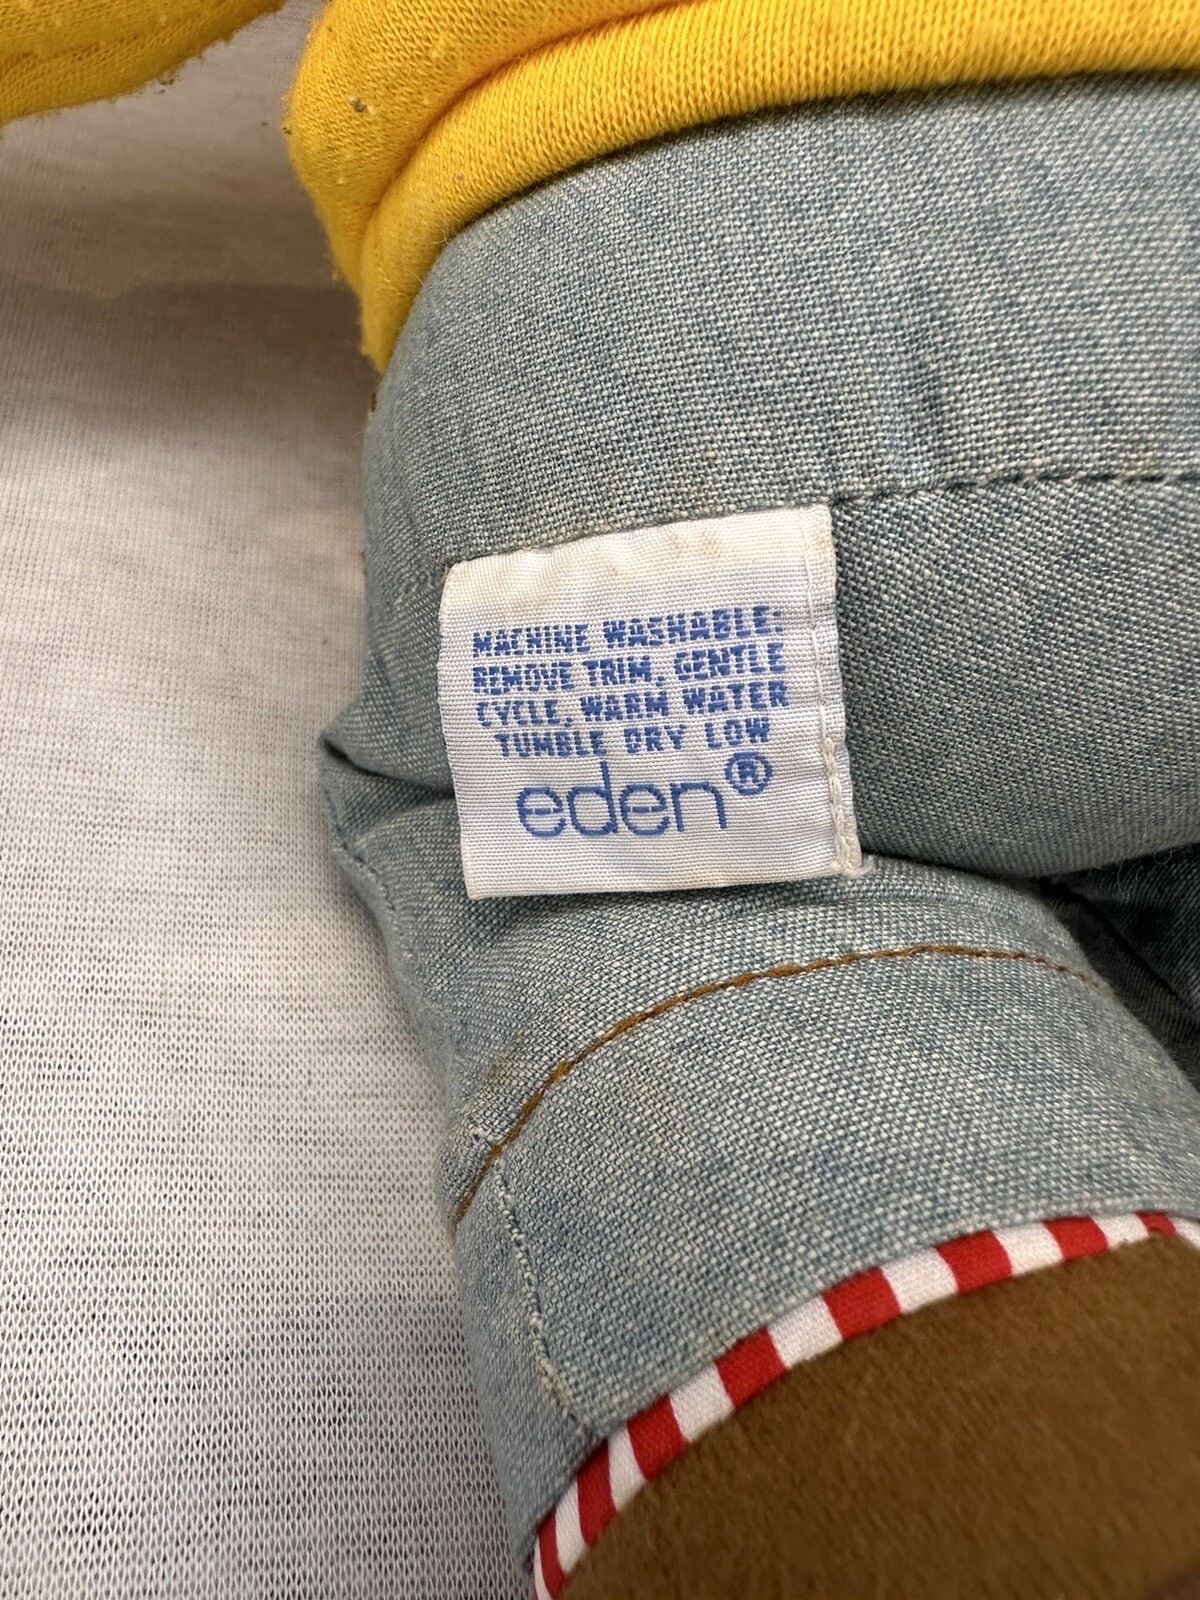 MACHINE WASHABLE:
REMOVE TRIM, GENTLE
CYCLE, WARM WATER
TUMBLE DRY LOW
eden®